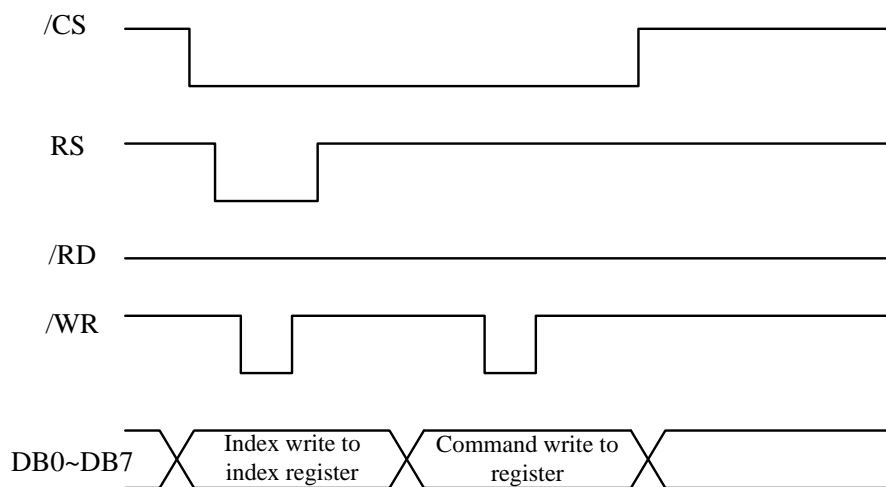 /CS
RS
/RD
/WR
DB0~DB7
Index write to
index register
Command write to
register